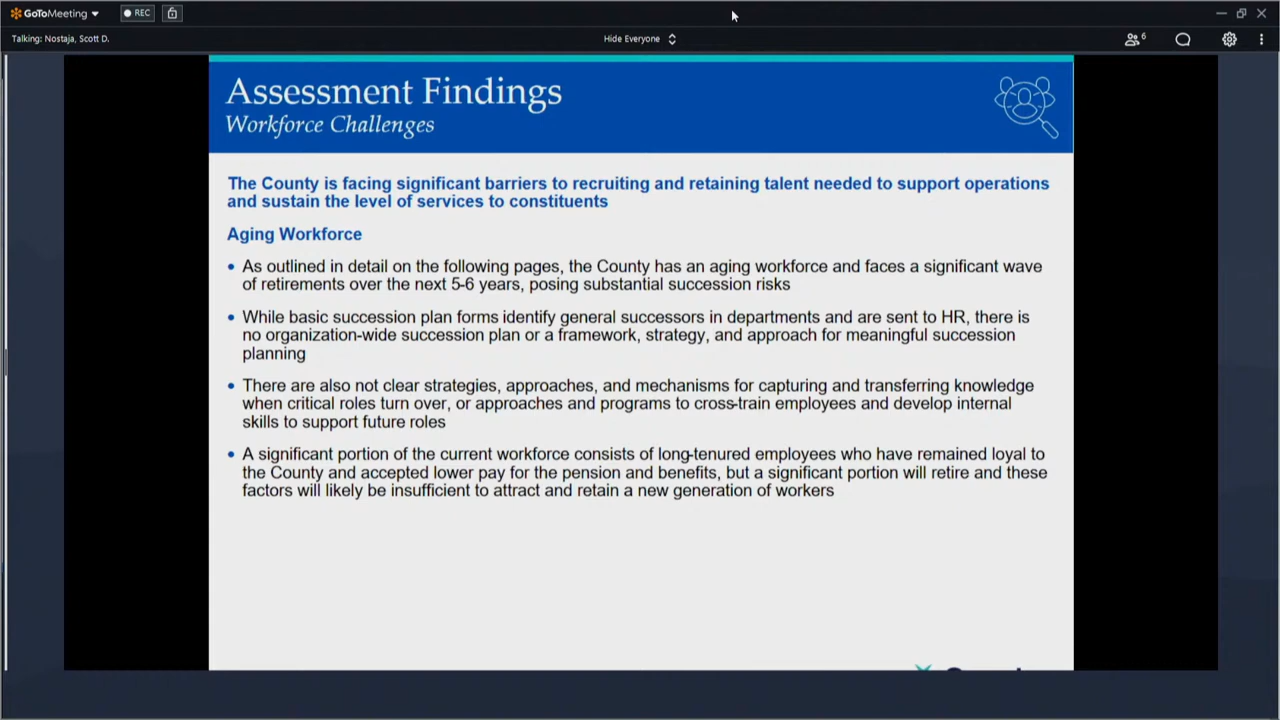 GoToMeeting
REC
Talking: Nostaja, Scott D.
Hide Everyone
6
Assessment Findings
Workforce Challenges
The County is facing significant barriers to recruiting and retaining talent needed to support operations
and sustain the level of services to constituents
Aging Workforce
• As outlined in detail on the following pages, the County has an aging workforce and faces a significant wave
of retirements over the next 5-6 years, posing substantial succession risks
• While basic succession plan forms identify general successors in departments and are sent to HR, there is
no organization-wide succession plan or a framework, strategy, and approach for meaningful succession
planning
• There are also not clear strategies, approaches, and mechanisms for capturing and transferring knowledge
when critical roles turn over, or approaches and programs to cross-train employees and develop internal
skills to support future roles
• A significant portion of the current workforce consists of long-tenured employees who have remained loyal to
the County and accepted lower pay for the pension and benefits, but a significant portion will retire and these
factors will likely be insufficient to attract and retain a new generation of workers